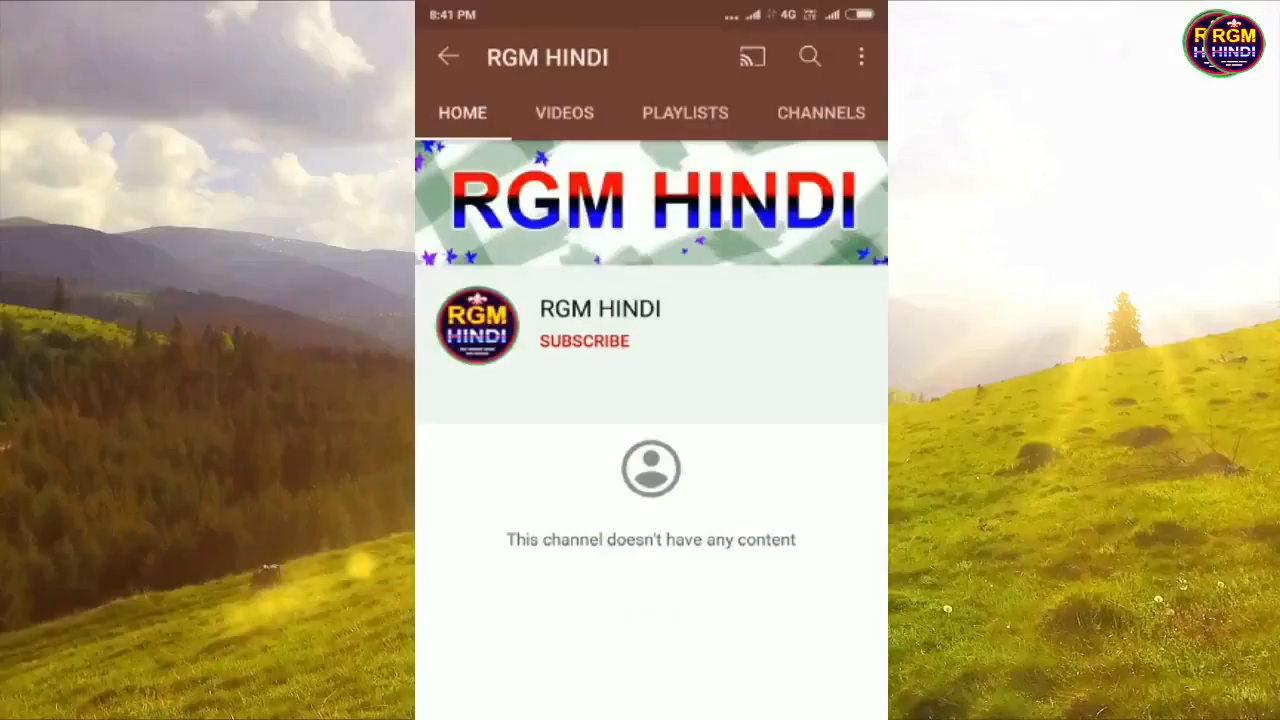 8:41 PM
4G
RGM HINDI
HOME VIDEOS PLAYLISTS CHANNELS
RGM HINDI
RGM HINDI
SUBSCRIBE
RGM
HINDI
This channel doesn't have any content
RGM
HINDI